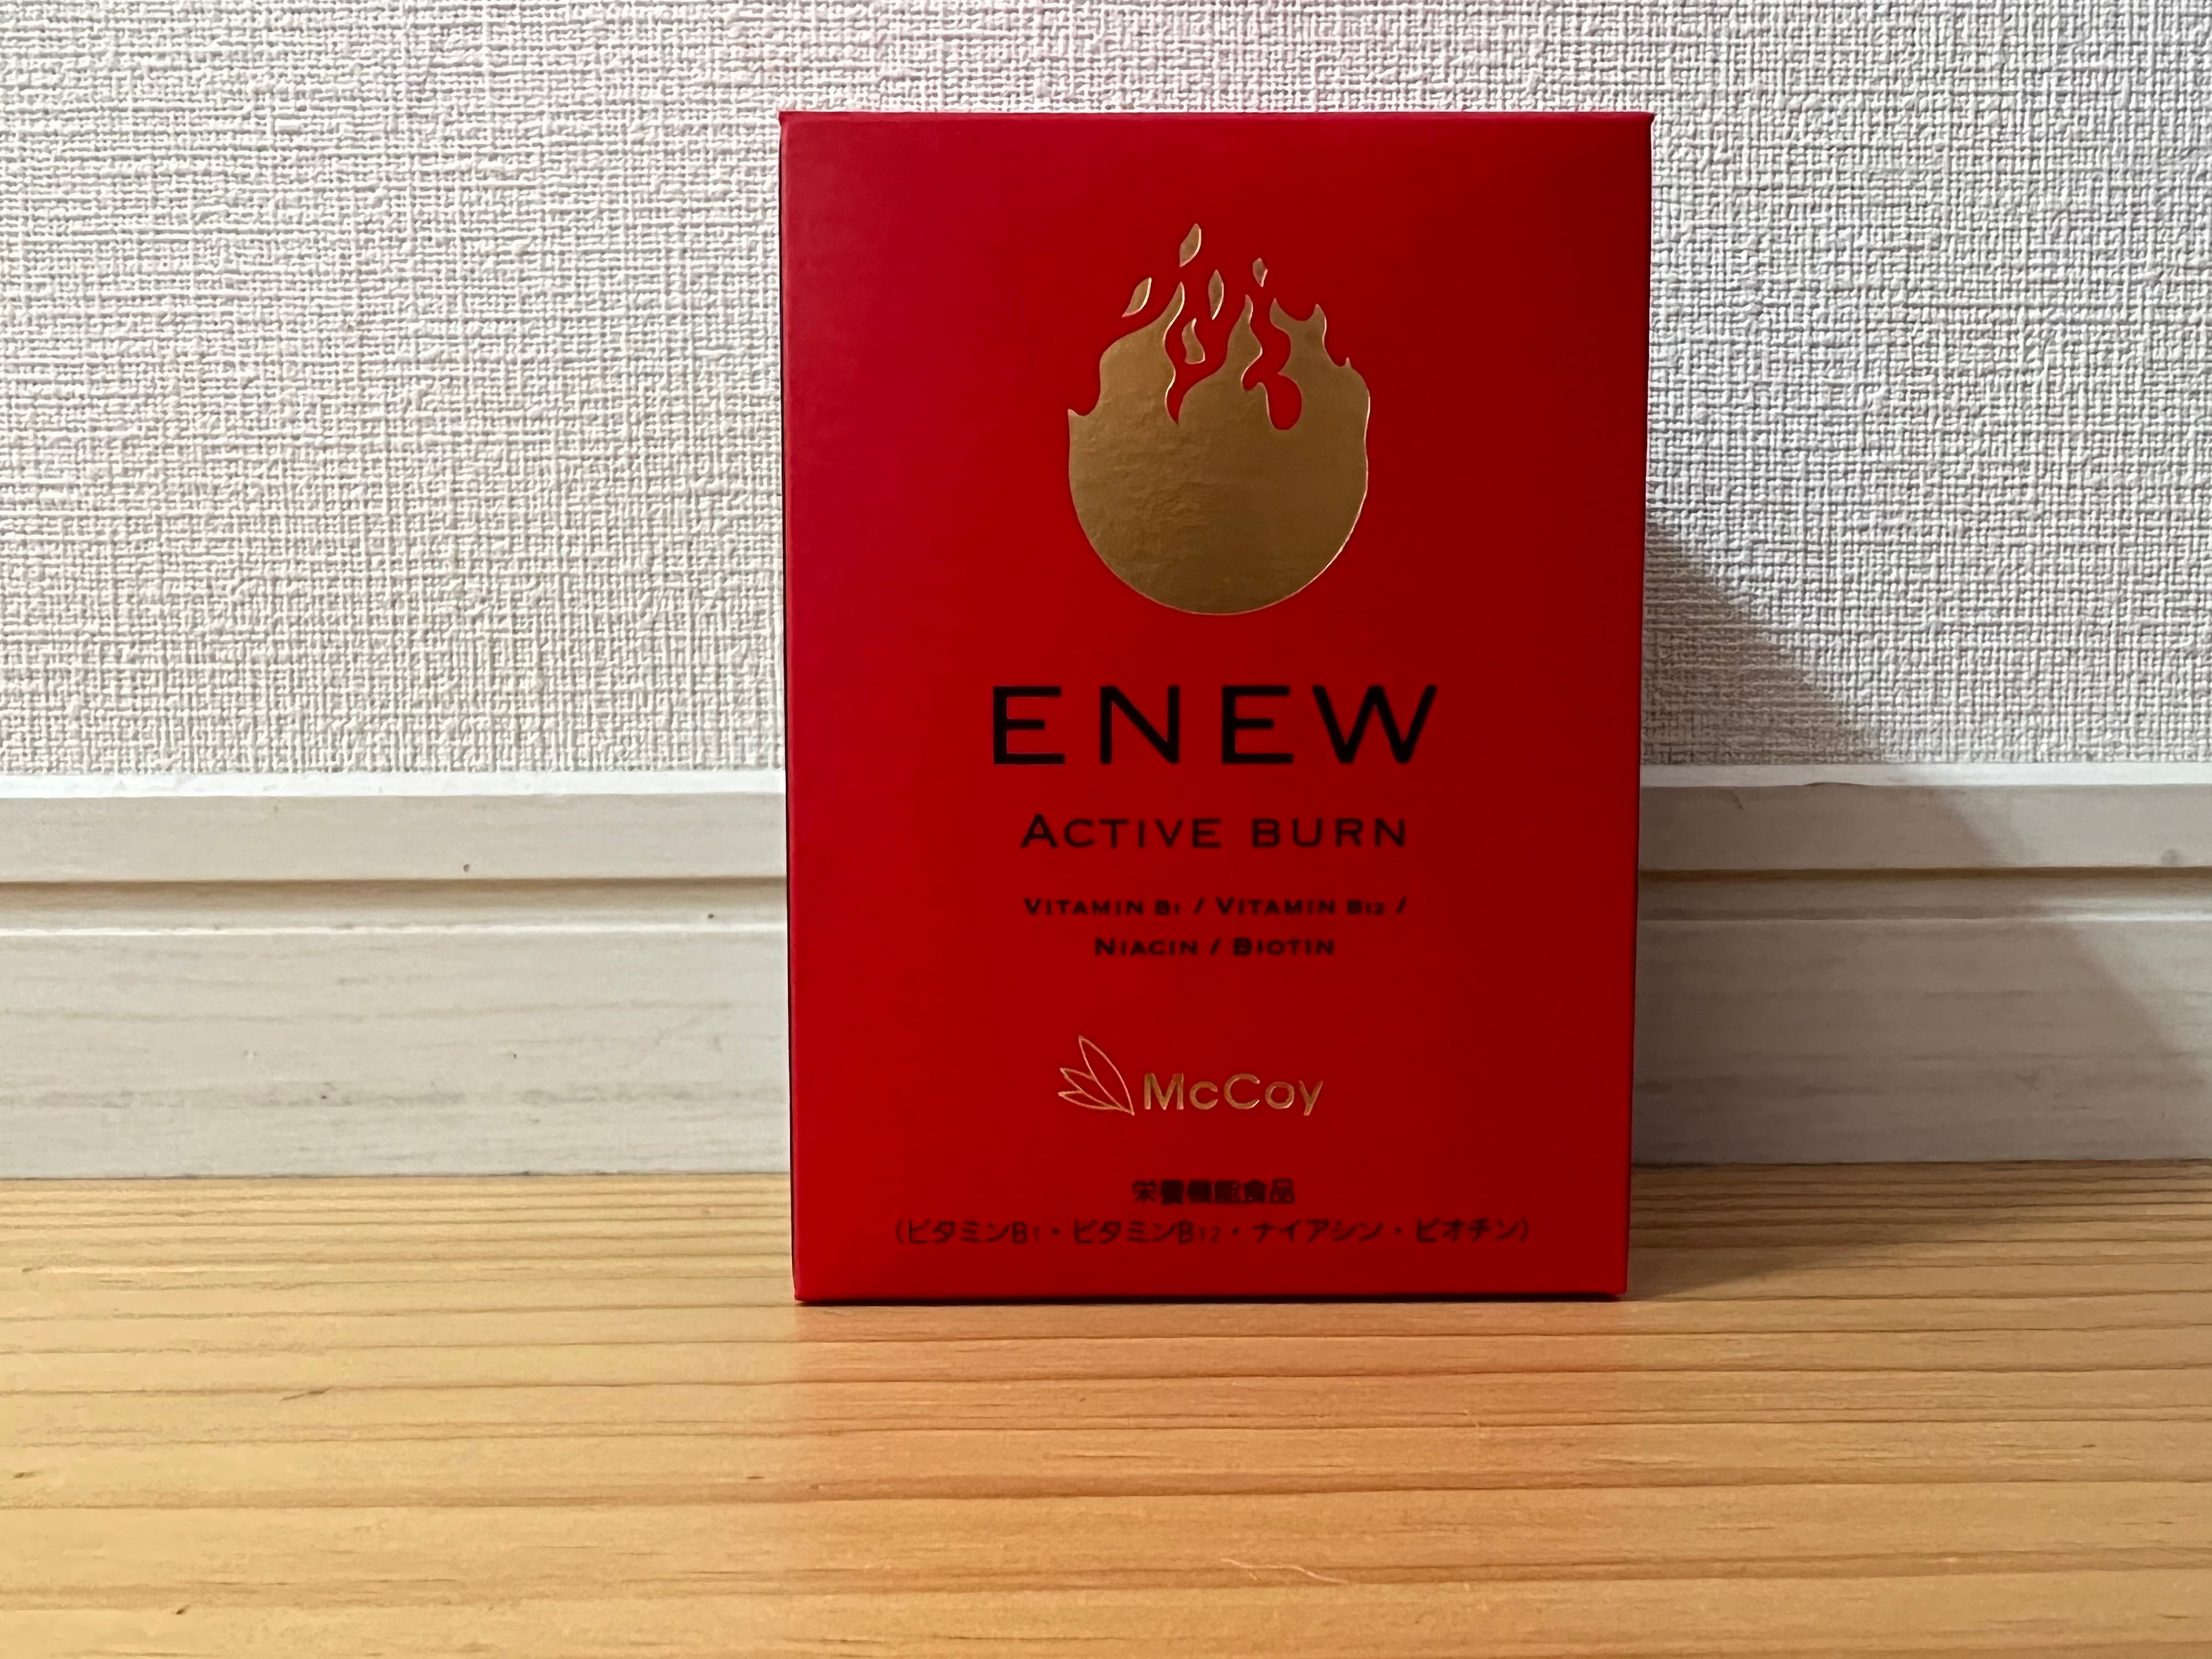 ENEW
ACTIVE BURN
VITAMIN B1 / VITAMIN B12 /
NIACIN / BIOTIN
McCoy
栄養機能食品
（ビタミンB1・ビタミンB12・ナイアシン・ビオチン）